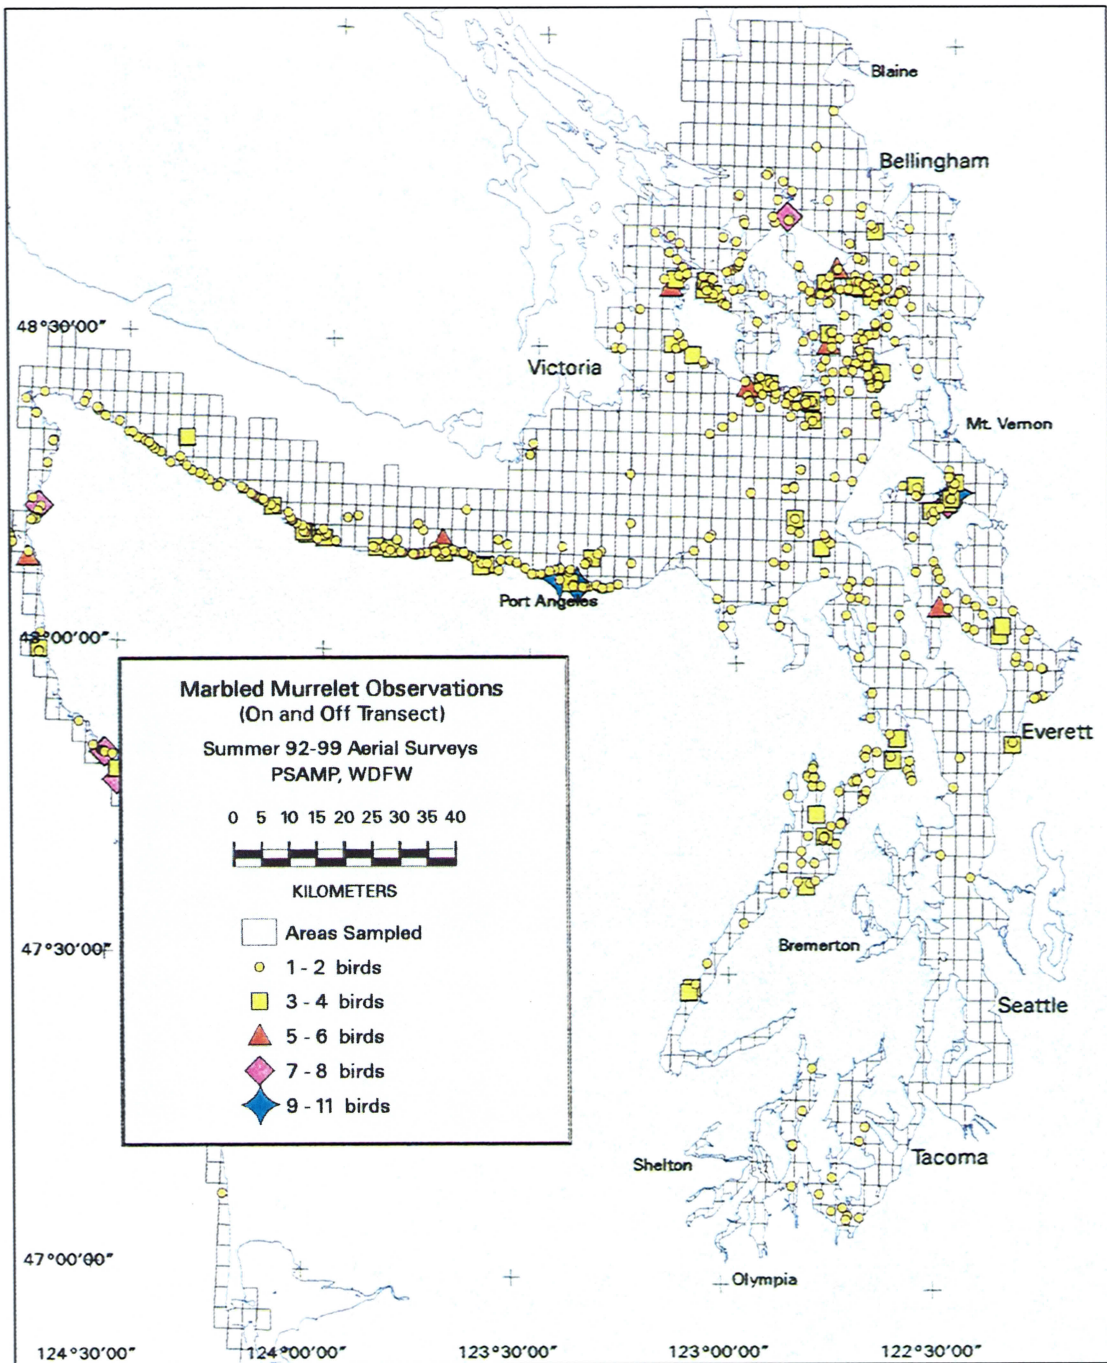 Blaine
Bellingham
48°30'00"
Victoria
Mt. Vernon
Port Angeles
48°00'00"
Marbled Murrelet Observations
(On and Off Transect)
Summer 92-99 Aerial Surveys
PSAMP, WDFW
0 5 10 15 20 25 30 35 40
KILOMETERS
Areas Sampled
1 - 2 birds
3 - 4 birds
5 - 6 birds
7 - 8 birds
9 - 11 birds
Everett
47°30'00"
Bremerton
Seattle
Shelton
Tacoma
47°00'00"
Olympia
124°30'00" 124°00'00" 123°30'00" 123°00'00" 122°30'00"